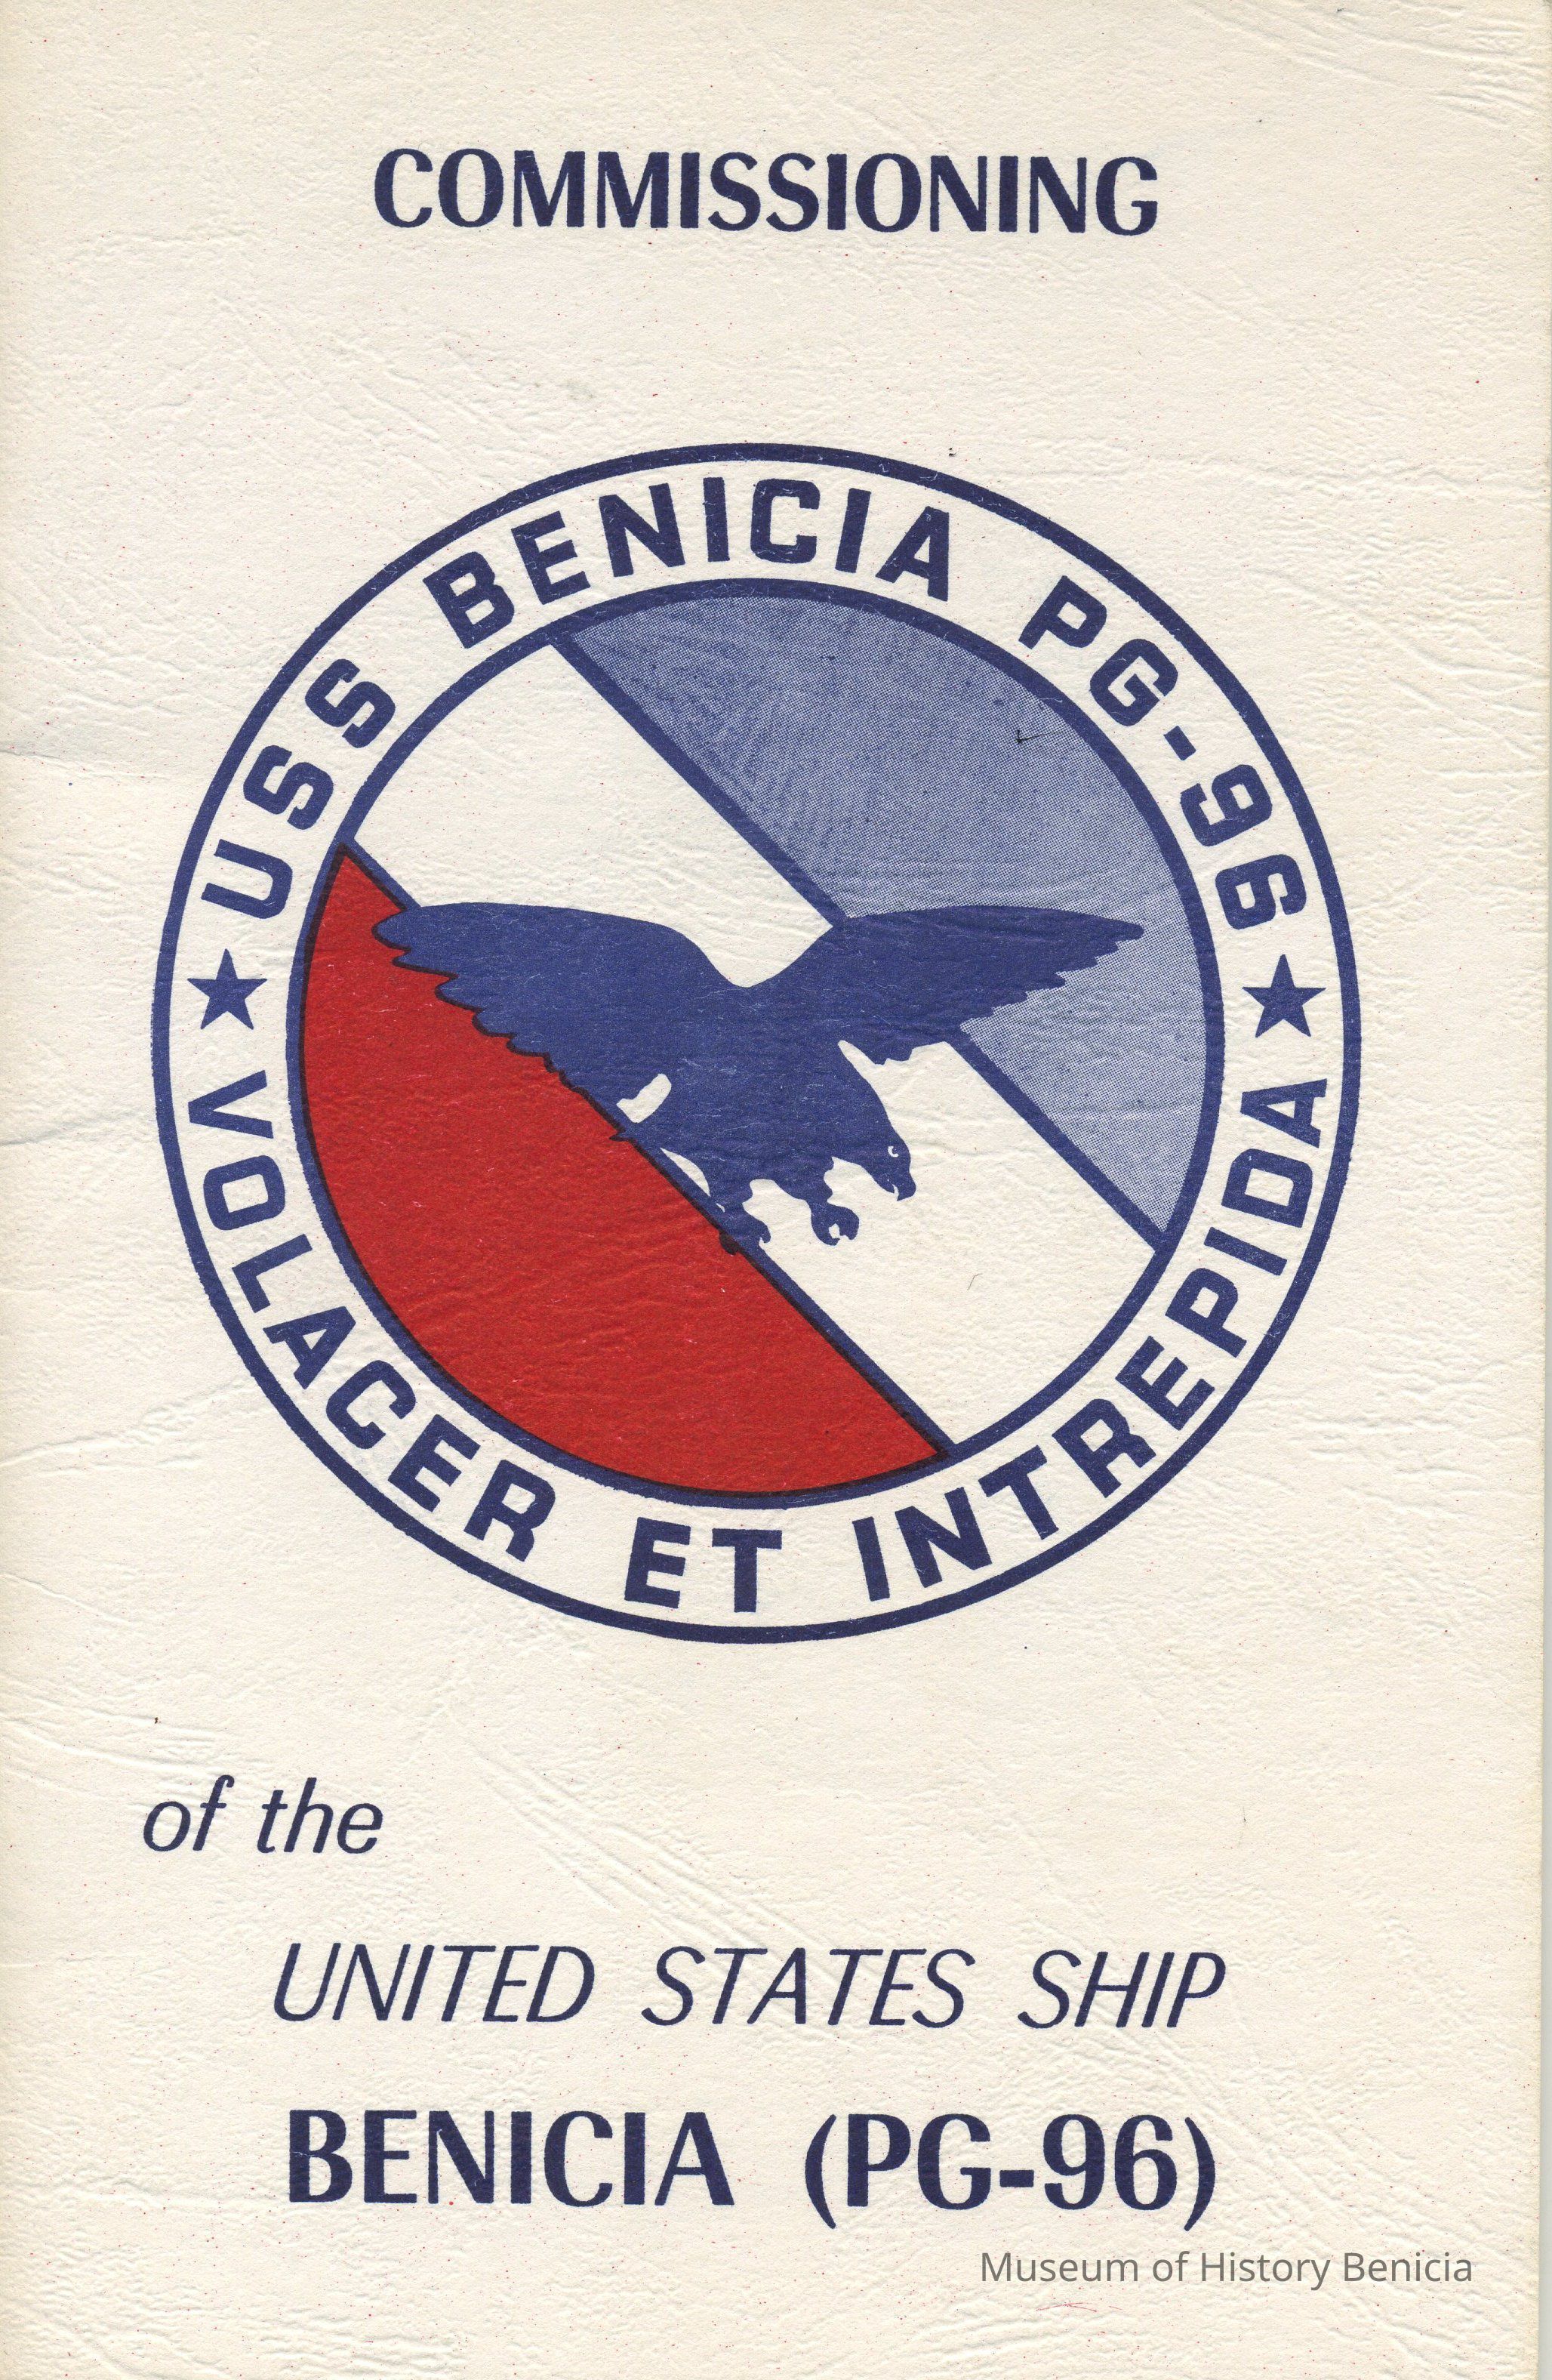 COMMISSIONING
USS BENICIA PG-96
VOLACER ET INTREPIDA
of the
UNITED STATES SHIP
BENICIA (PG-96)
Museum of History Benicia